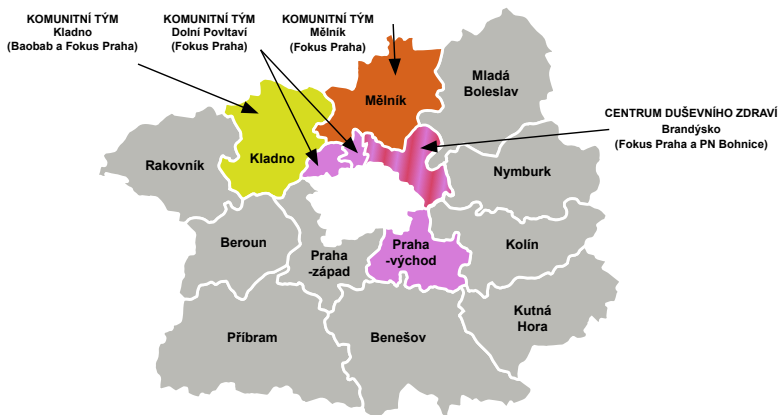 KOMUNITNÍ TÝM
Kladno
(Baobab a Fokus Praha)
KOMUNITNÍ TÝM
Dolní Povltaví
(Fokus Praha)
KOMUNITNÍ TÝM
Mělník
(Fokus Praha)
Mladá
Boleslav
Mělník
CENTRUM DUŠEVNÍHO ZDRAVÍ
Brandýsko
(Fokus Praha a PN Bohnice)
Rakovník
Kladno
Nymburk
Beroun
Praha
-západ
Praha
-východ
Kolín
Kutná
Hora
Příbram
Benešov